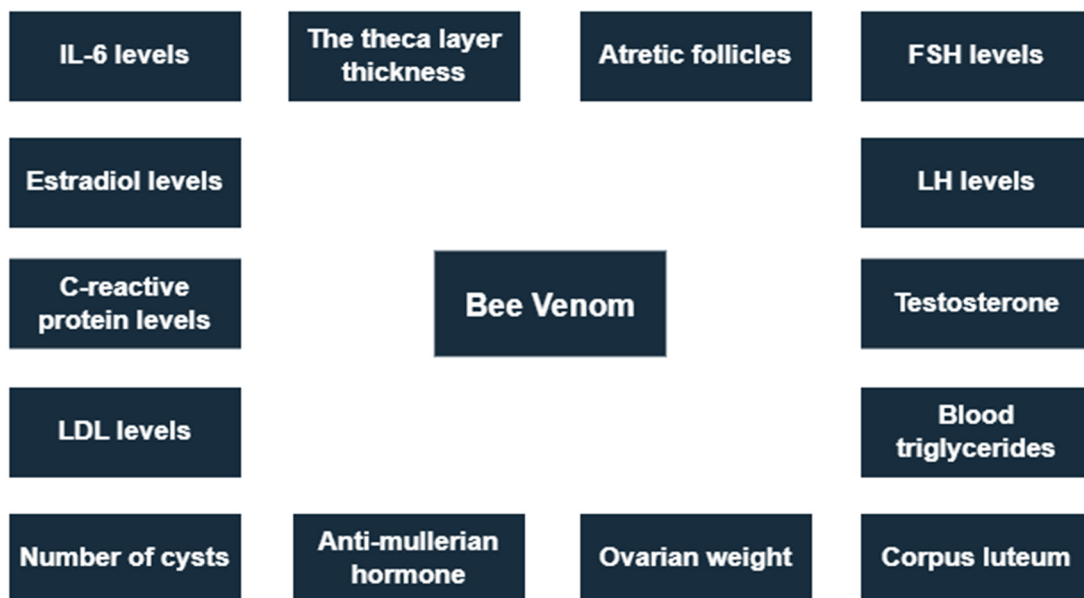 IL-6 levels
The theca layer
thickness
Atretic follicles
FSH levels
Estradiol levels
LH levels
C-reactive
protein levels
Bee Venom
Testosterone
LDL levels
Blood
triglycerides
Number of cysts
Anti-mullerian
hormone
Ovarian weight
Corpus luteum